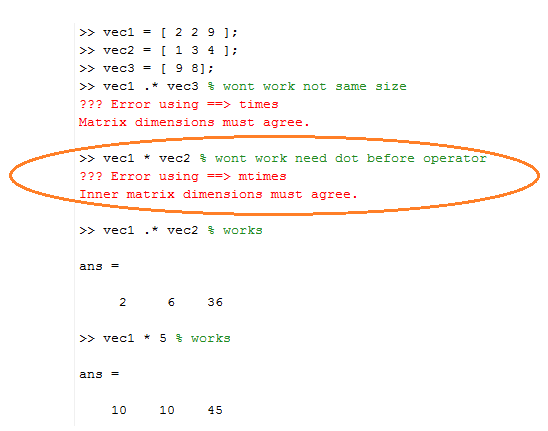 >> vec1 = [ 2 2 9 ];
>> vec2 = [ 1 3 4 ];
>> vec3 = [ 9 8];
>> vec1 .* vec3 % wont work not same size
??? Error using ==> times
Matrix dimensions must agree.
>> vec1 * vec2 % wont work need dot before operator
??? Error using ==> mtimes
Inner matrix dimensions must agree.
>> vec1 .* vec2 % works
ans =
2 6 36
>> vec1 * 5 % works
ans =
10 10 45